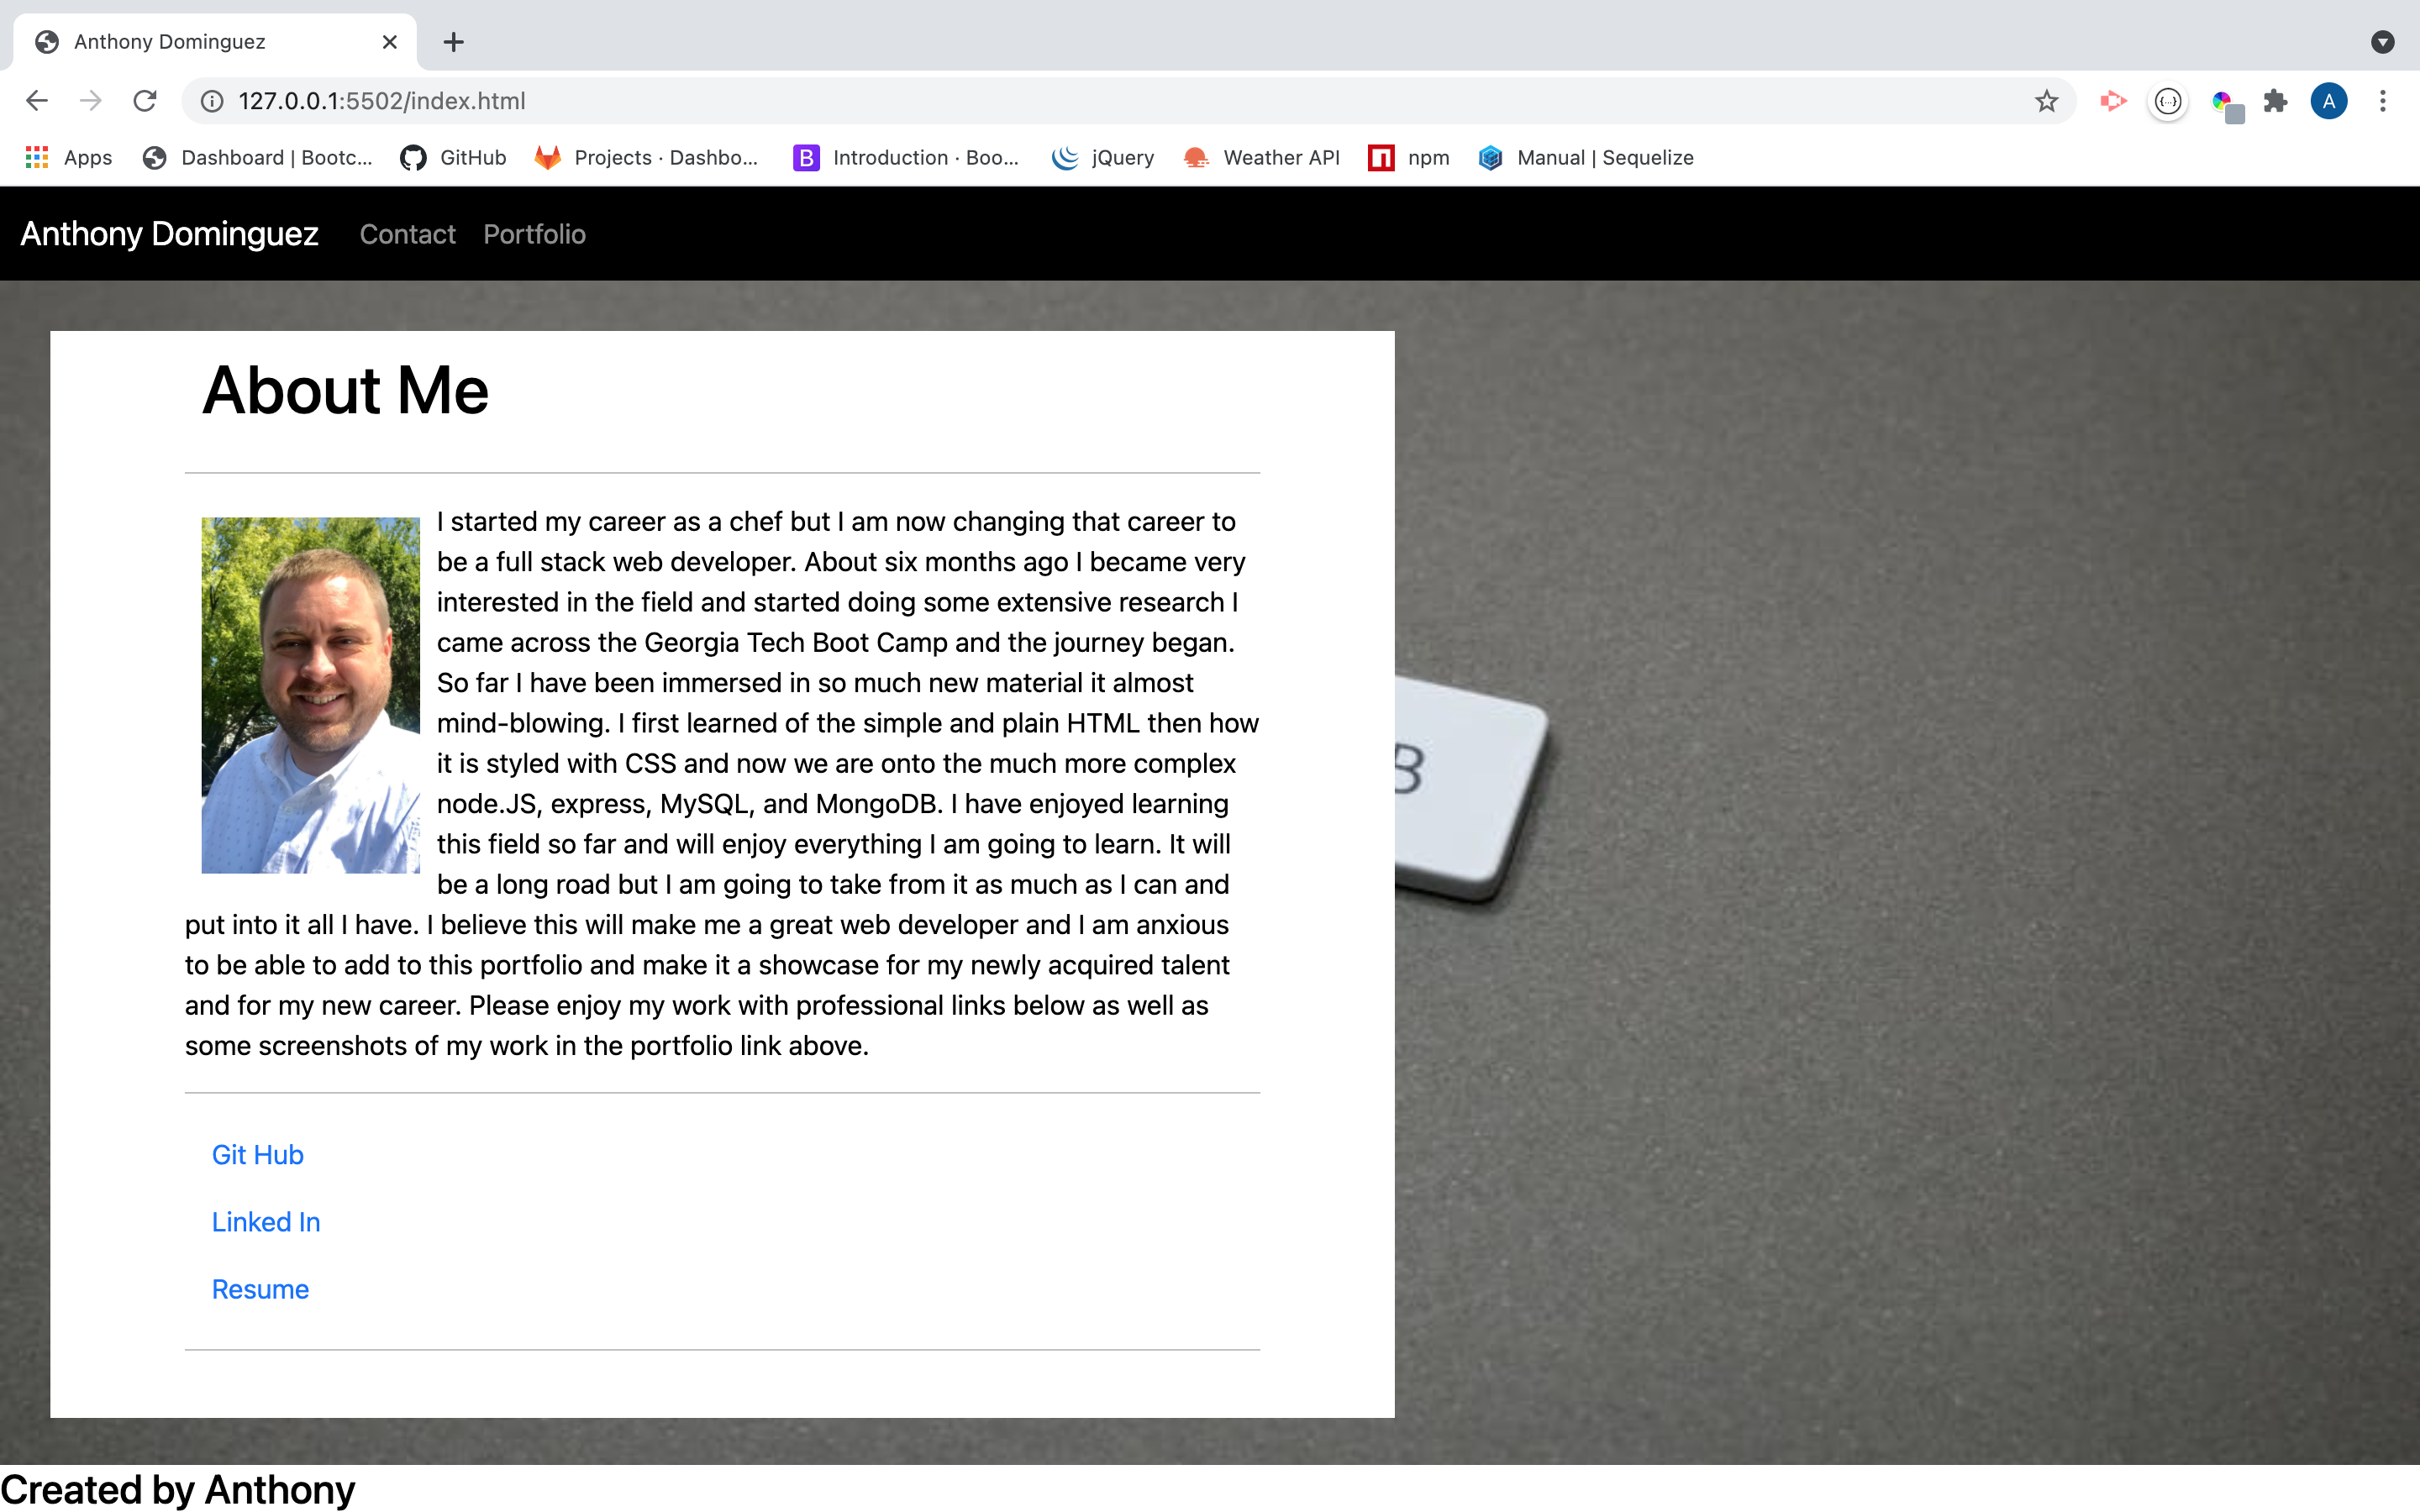 Anthony Dominguez
127.0.0.1:5502/index.html
A
Apps Dashboard | Bootc... GitHub Projects · Dashbo... B Introduction · Boo... jQuery Weather API npm Manual | Sequelize
Anthony Dominguez Contact Portfolio
About Me
I started my career as a chef but I am now changing that career to
be a full stack web developer. About six months ago I became very
interested in the field and started doing some extensive research I
came across the Georgia Tech Boot Camp and the journey began.
So far I have been immersed in so much new material it almost
mind-blowing. I first learned of the simple and plain HTML then how
it is styled with CSS and now we are onto the much more complex
node.JS, express, MySQL, and MongoDB. I have enjoyed learning
this field so far and will enjoy everything I am going to learn. It will
be a long road but I am going to take from it as much as I can and
put into it all I have. I believe this will make me a great web developer and I am anxious
to be able to add to this portfolio and make it a showcase for my newly acquired talent
and for my new career. Please enjoy my work with professional links below as well as
some screenshots of my work in the portfolio link above.
B
Git Hub
Linked In
Resume
Created by Anthony